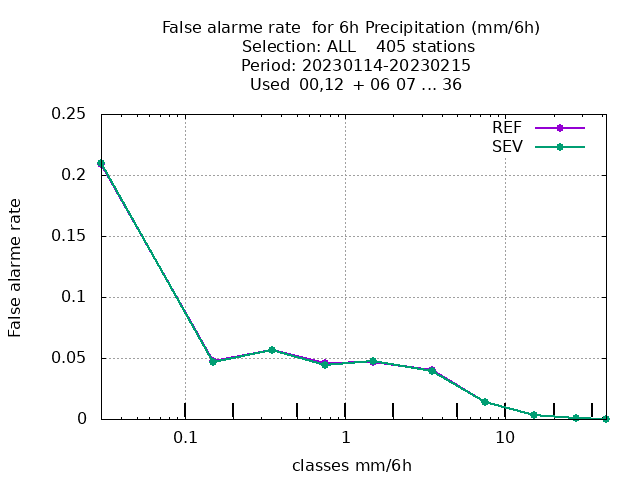 False alarme rate  for 6h Precipitation (mm/6h)
Selection: ALL    405 stations
Period: 20230114-20230215
Used  00,12  + 06 07 ... 36
0.25
0.2
0.15
0.1
0.05
0
False alarme rate
REF
SEV
0.1
1
10
classes mm/6h